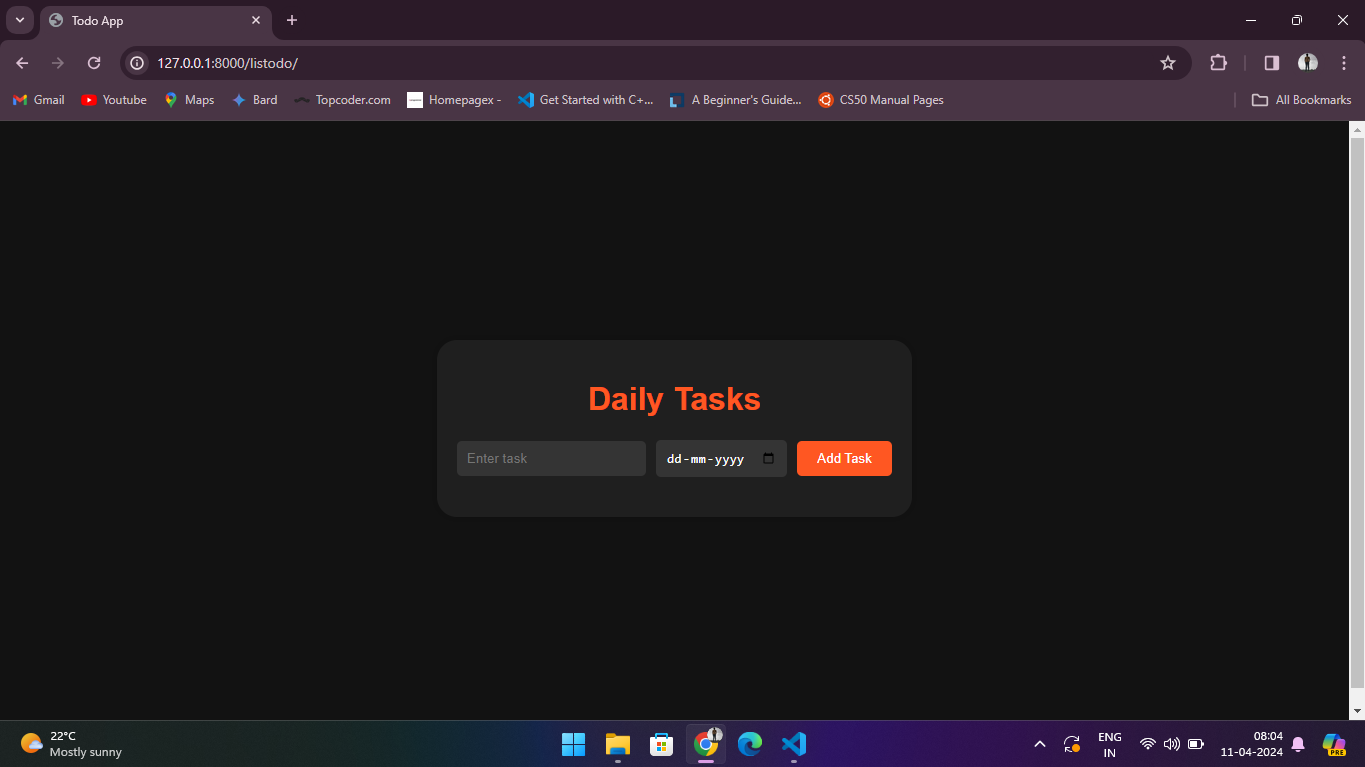 Todo App
127.0.0.1:8000/listodo/
Gmail Youtube Maps Bard Topcoder.com Homepagex - Get Started with C+... A Beginner's Guide... CS50 Manual Pages All Bookmarks
Daily Tasks
Enter task dd-mm-yyyy Add Task
22°C
Mostly sunny
ENG
IN
08:04
11-04-2024
PRE